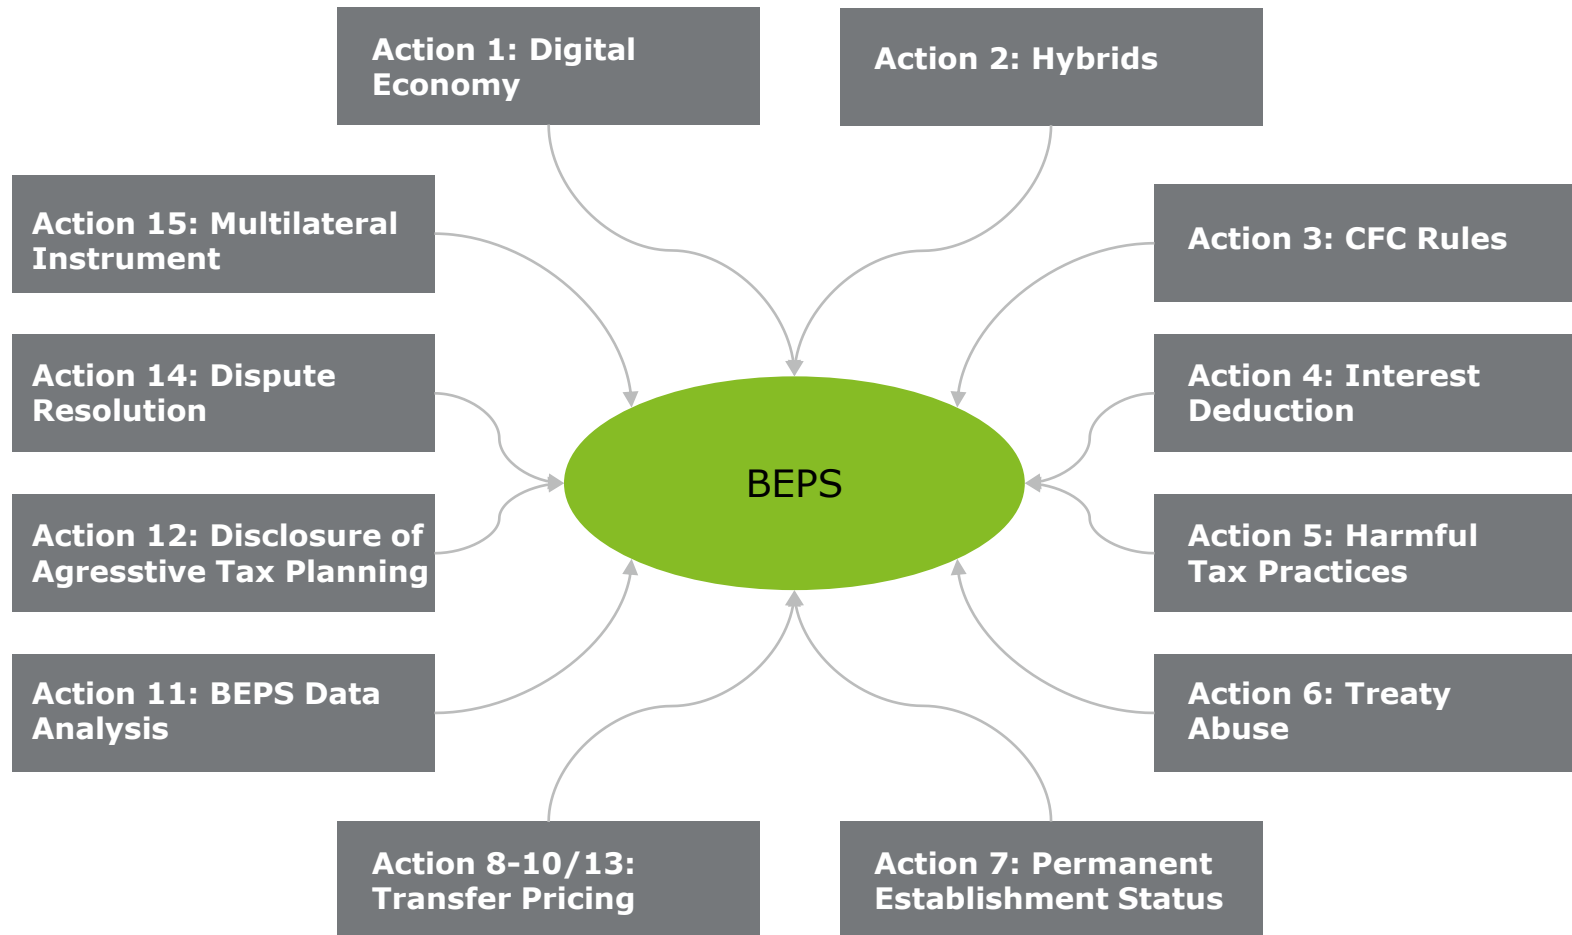 Action 1: Digital
Economy
Action 2: Hybrids
Action 15: Multilateral
Instrument
Action 3: CFC Rules
Action 14: Dispute
Resolution
Action 4: Interest
Deduction
BEPS
Action 12: Disclosure of
Agresstive Tax Planning
Action 5: Harmful
Tax Practices
Action 11: BEPS Data
Analysis
Action 6: Treaty
Abuse
Action 8-10/13:
Transfer Pricing
Action 7: Permanent
Establishment Status